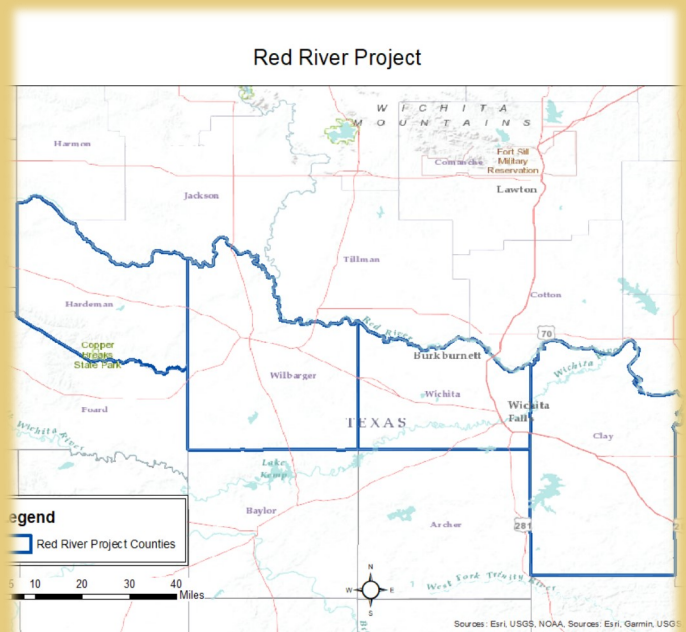 Red River Project
WICHITA
MOUNTAINS
Harmon
Fort Sill
Military
Reservation
Comanche
Lawton
Jackson
Tillman
Cotton
Hardeman
Red River
70
Copper
Breaks
State Park
Burkburnett
Wichita
Wilbarger
Wichita
Foard
Wichita
Falls
TEXAS
Wichita River
Clay
Lake
Kemp
Baylor
Archer
281
2
egend
Red River Project Counties
West Fork Trinity River
N
W E
S
5 10 20 30 40
Miles
Sources: Esri, USGS, NOAA, Sources: Esri, Garmin, USGS